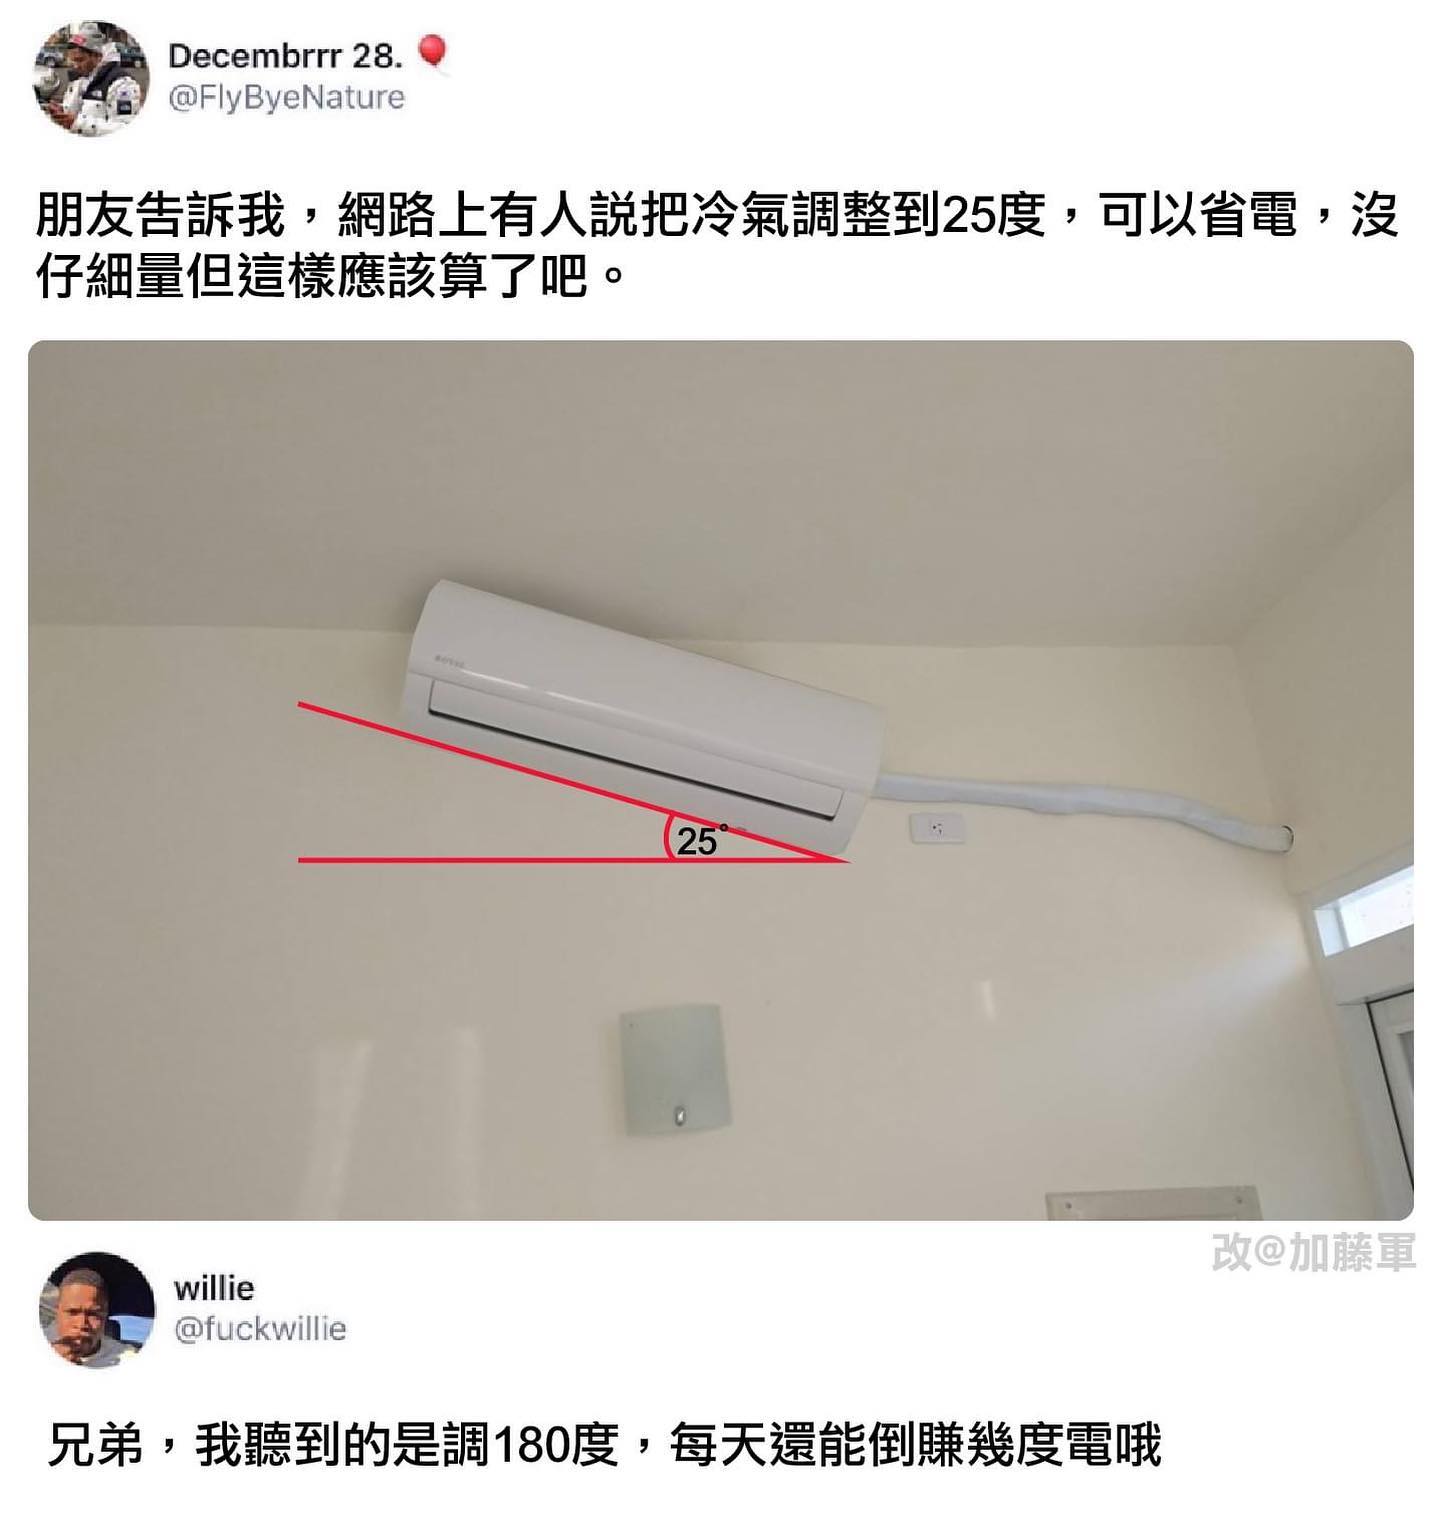 Decembrrr 28.🎈
@FlyByeNature
朋友告訴我，網路上有人說把冷氣調整到25度，可以省電，沒
仔細量但這樣應該算了吧。
25°
改@加藤軍
willie
@fuckwillie
兄弟，我聽到的是調180度，每天還能倒賺幾度電哦